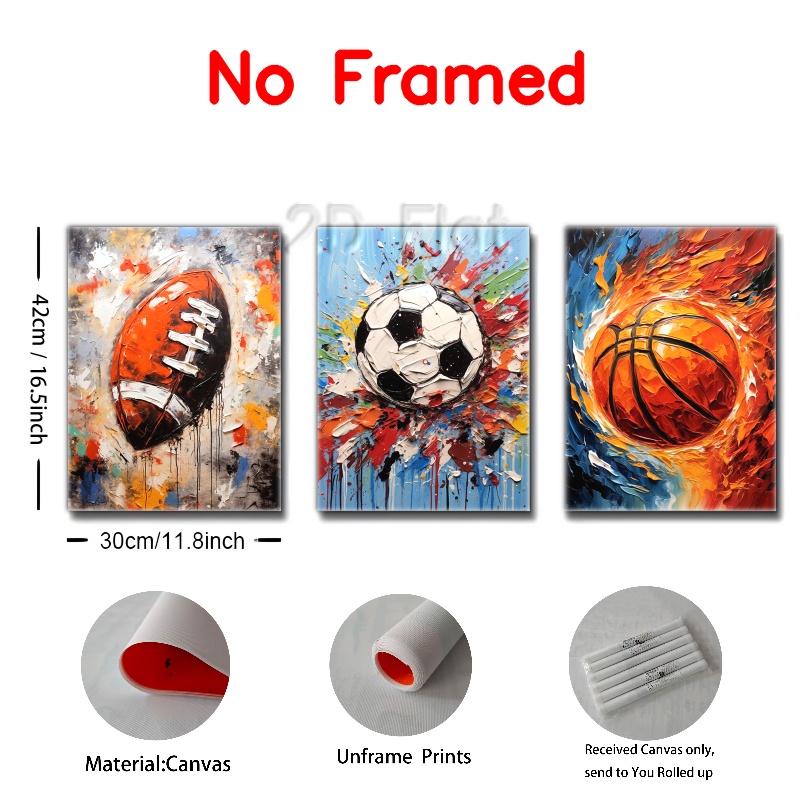 No Framed
2D Flat
42cm / 16.5inch
30cm/11.8inch
Material:Canvas
Unframe Prints
Received Canvas only,
send to You Rolled up